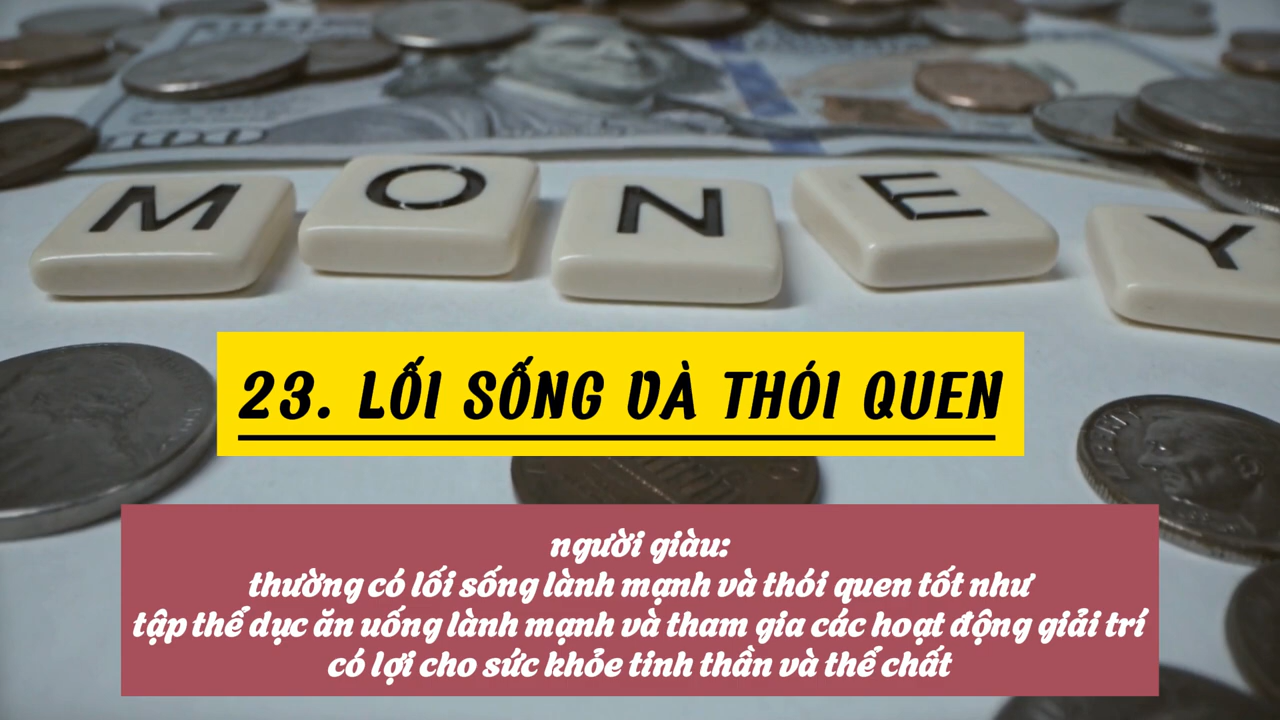 100
M O N E Y
LIBERTY
23. LỐI SỐNG VÀ THÓI QUEN
người giàu:
thường có lối sống lành mạnh và thói quen tốt như
tập thể dục ăn uống lành mạnh và tham gia các hoạt động giải trí
có lợi cho sức khỏe tinh thần và thể chất